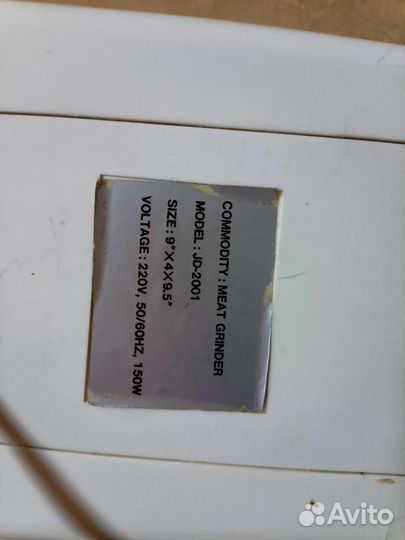 COMMODITY : MEAT GRINDER
MODEL : JD-2001
SIZE : 9"X4X9.5"
VOLTAGE : 220V, 50/60HZ, 150W
Avito